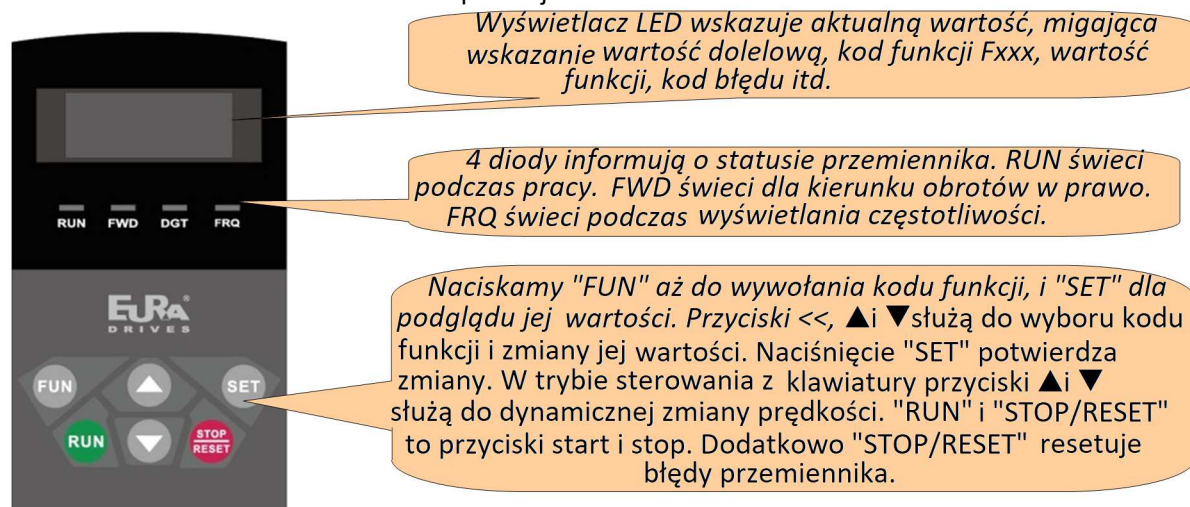 Wyświetlacz LED wskazuje aktualną wartość, migająca
wskazanie wartość dolelową, kod funkcji Fxxx, wartość
funkcji, kod błędu itd.
4 diody informują o statusie przemiennika. RUN świeci
podczas pracy. FWD świeci dla kierunku obrotów w prawo.
FRQ świeci podczas wyświetlania częstotliwości.
RUN FWD DGT FRQ
EURA®
DRIVES
Naciskamy "FUN" aż do wywołania kodu funkcji, i "SET" dla
podglądu jej wartości. Przyciski <<, ▲i ▼służą do wyboru kodu
funkcji i zmiany jej wartości. Naciśnięcie "SET" potwierdza
zmiany. W trybie sterowania z klawiatury przyciski ▲i ▼
służą do dynamicznej zmiany prędkości. "RUN" i "STOP/RESET"
to przyciski start i stop. Dodatkowo "STOP/RESET" resetuje
błędy przemiennika.
FUN SET
RUN STOP
RESET